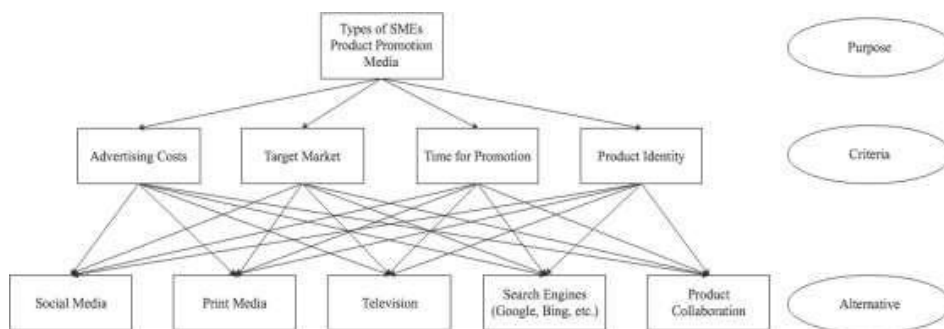 Types of SMEs
Product Promotion
Media
Purpose
Advertising Costs
Target Market
Time for Promotion
Product Identity
Criteria
Social Media
Print Media
Television
Search Engines
(Google, Bing, etc.)
Product
Collaboration
Alternative